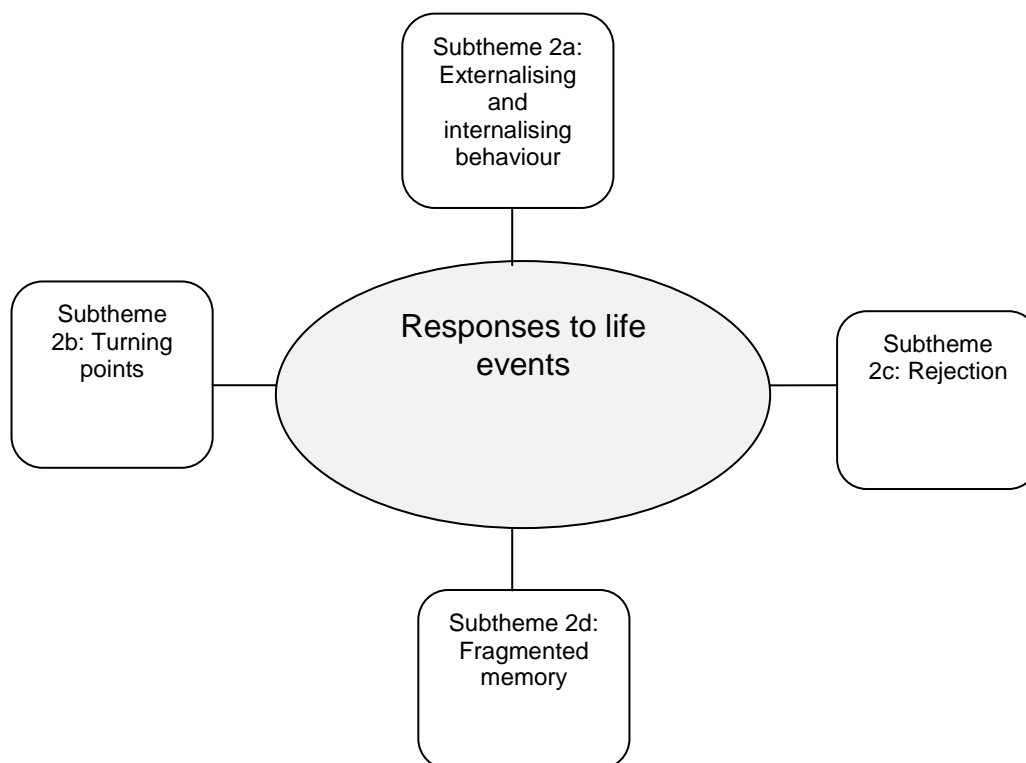 Subtheme 2a:
Externalising
and
internalising
behaviour
Responses to life
events
Subtheme
2b: Turning
points
Subtheme
2c: Rejection
Subtheme 2d:
Fragmented
memory